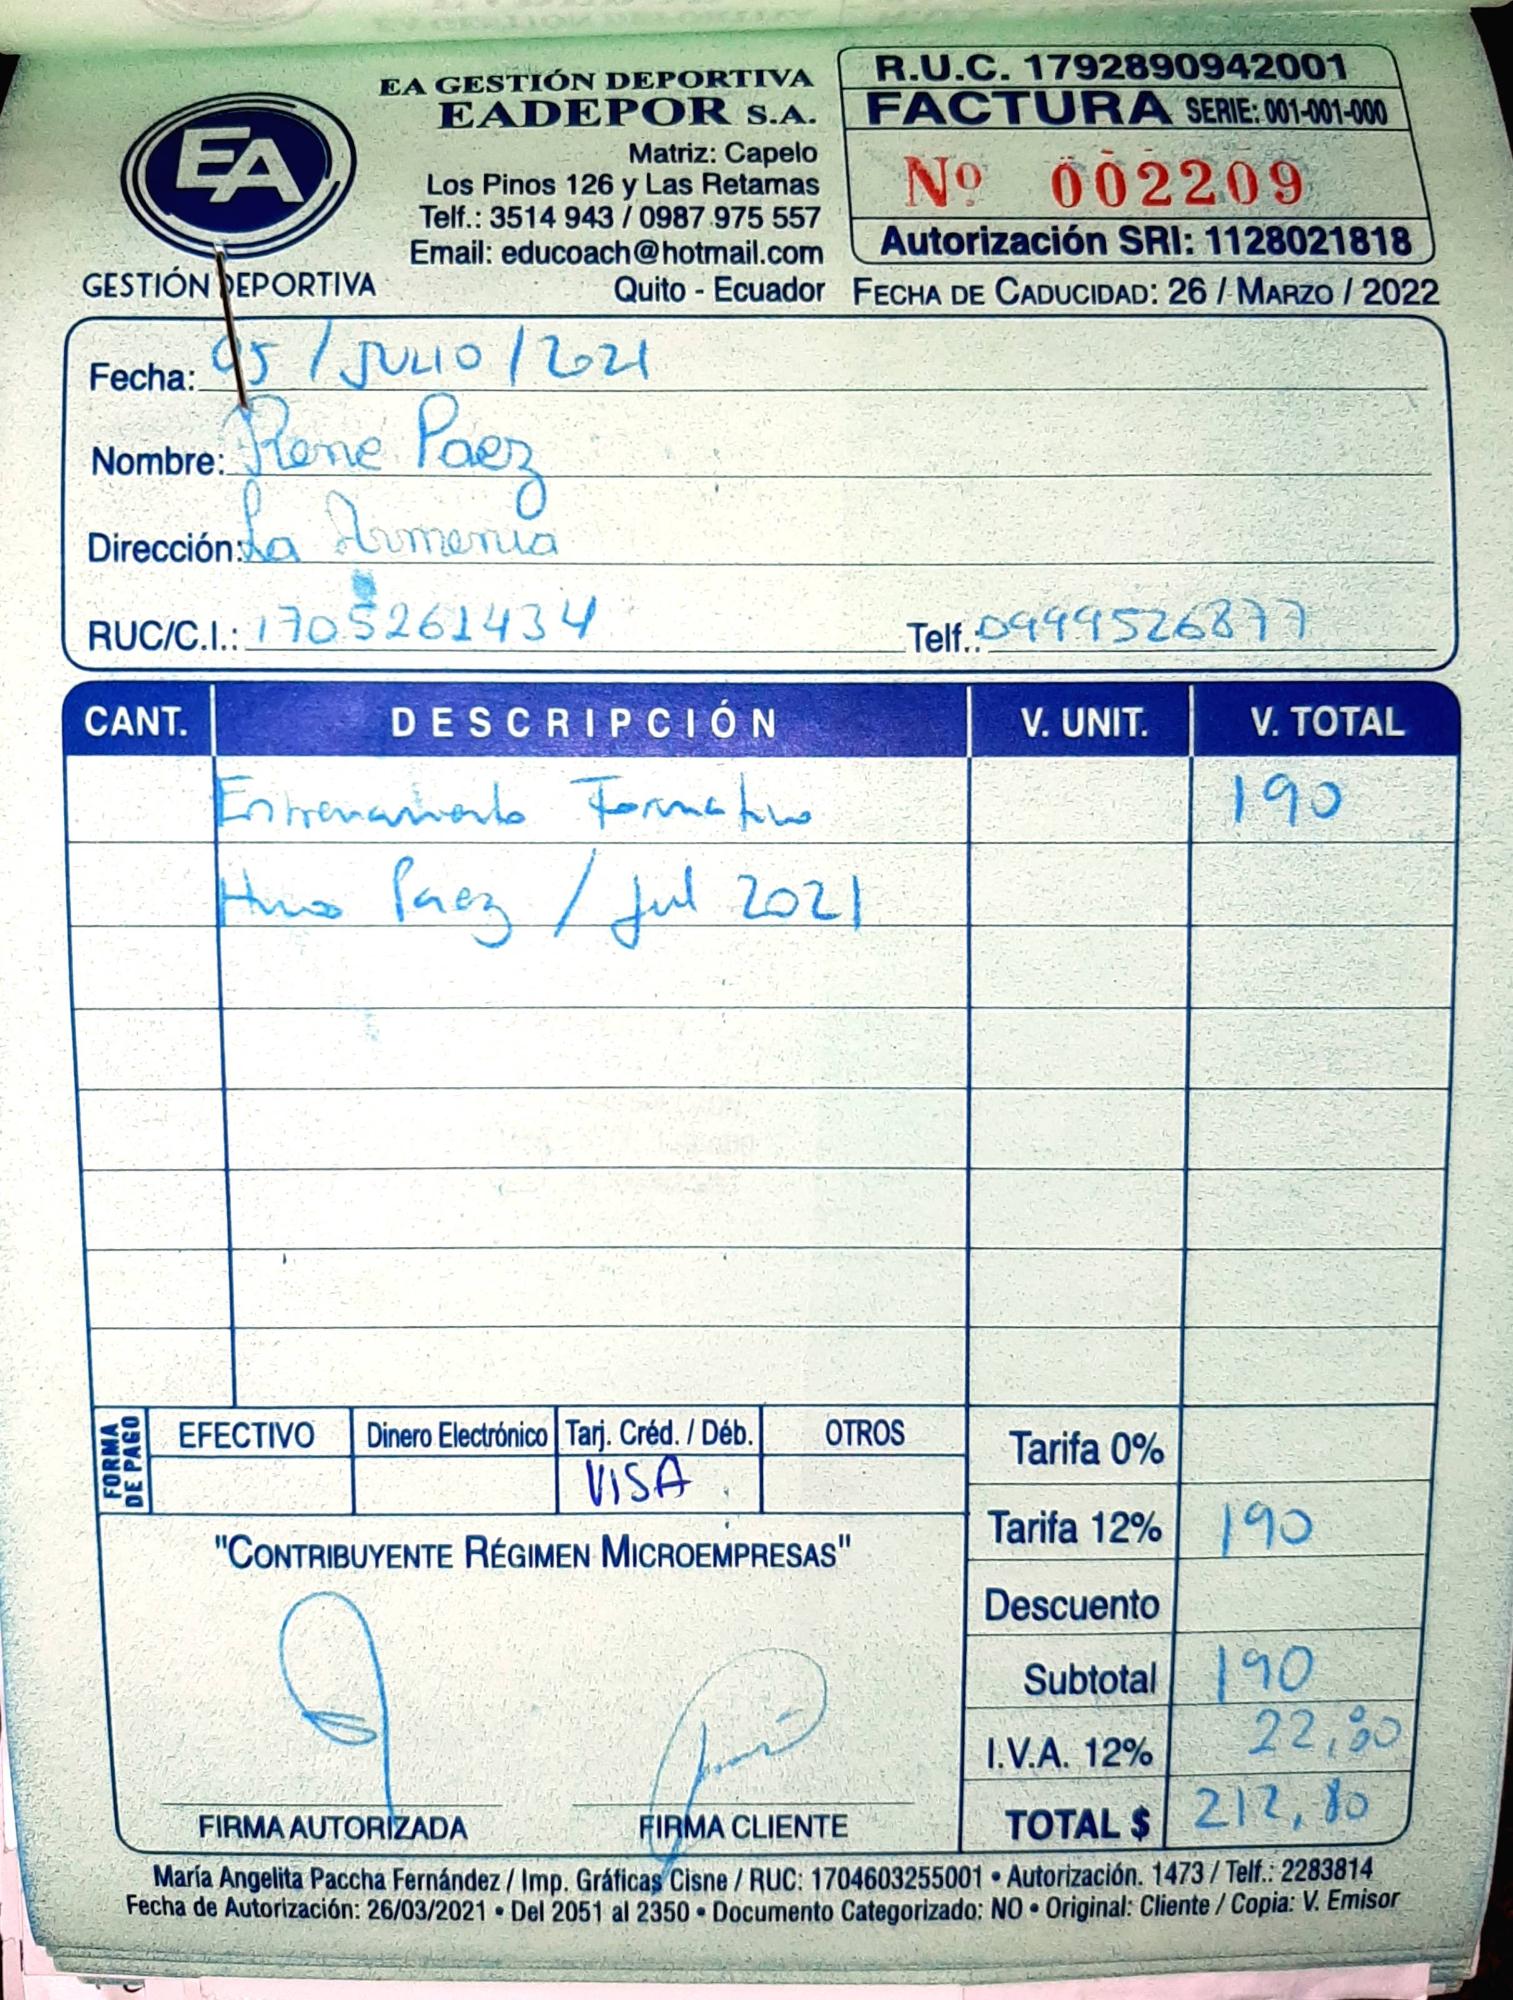 EA GESTIÓN DEPORTIVA
EADEPOR S.A.
Matriz: Capelo
Los Pinos 126 y Las Retamas
Telf.: 3514 943 / 0987 975 557
Email: educoach@hotmail.com
Quito - Ecuador
EA
GESTIÓN DEPORTIVA
R.U.C. 1792890942001
FACTURA SERIE: 001-001-000
Nº 002209
Autorización SRI: 1128021818
FECHA DE CADUCIDAD: 26 / MARZO / 2022
Fecha: 05 / JULIO / 2021
Nombre: René Paez
Dirección: La Armenia
RUC/C.I.: 1705261434 Telf.: 0999526877
CANT. DESCRIPCIÓN V. UNIT. V. TOTAL
Entrenamiento Formativo 190
Paez / Jul 2021
FORMA DE PAGO
EFECTIVO Dinero Electrónico Tarj. Créd. / Déb. OTROS
VISA
Tarifa 0%
Tarifa 12% 190
Descuento
Subtotal 190
I.V.A. 12% 22,80
TOTAL $ 212,80
"CONTRIBUYENTE RÉGIMEN MICROEMPRESAS"
FIRMA AUTORIZADA FIRMA CLIENTE
María Angelita Paccha Fernández / Imp. Gráficas Cisne / RUC: 1704603255001 • Autorización. 1473 / Telf.: 2283814
Fecha de Autorización: 26/03/2021 • Del 2051 al 2350 • Documento Categorizado: NO • Original: Cliente / Copia: V. Emisor